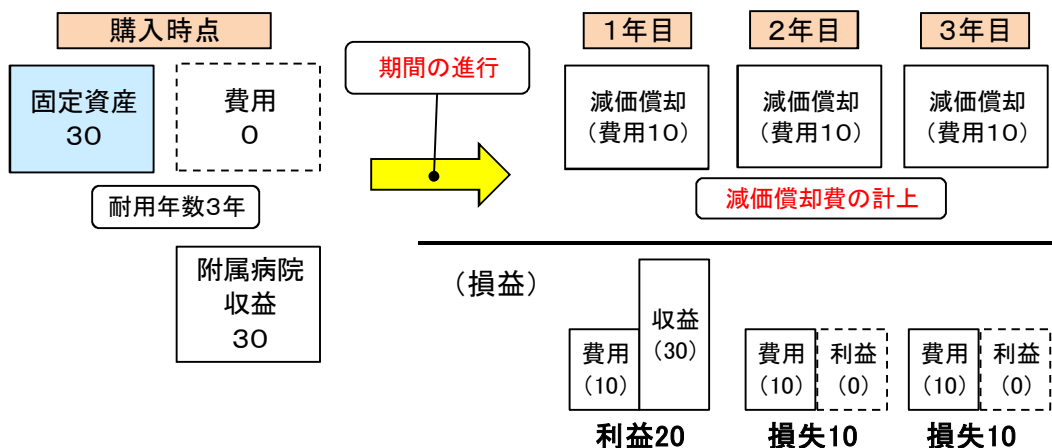 購入時点
固定資産
30
費用
0
耐用年数3年
附属病院
収益
30
期間の進行
1年目
2年目
3年目
減価償却
(費用10)
減価償却
(費用10)
減価償却
(費用10)
減価償却費の計上
(損益)
費用
(10)
収益
(30)
利益20
費用
(10)
利益
(0)
損失10
費用
(10)
利益
(0)
損失10